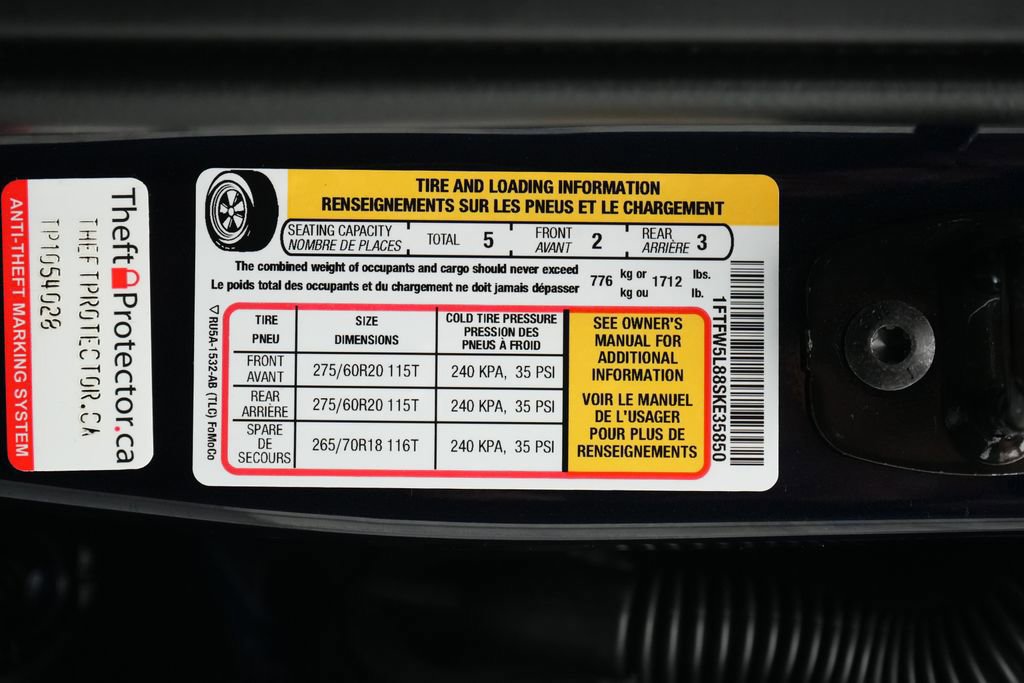 Theft Protector.ca
THEFTPROTECTOR.CA
TP1054028
ANTI-THEFT MARKING SYSTEM
TIRE AND LOADING INFORMATION
RENSEIGNEMENTS SUR LES PNEUS ET LE CHARGEMENT
SEATING CAPACITY
NOMBRE DE PLACES
TOTAL 5
FRONT
AVANT
2
REAR
ARRIÈRE
3
The combined weight of occupants and cargo should never exceed
Le poids total des occupants et du chargement ne doit jamais dépasser
776 kg or 1712 lbs.
kg ou lb.
▽ RU5A-1532-AB (TLC) FoMoCo
TIRE
PNEU
SIZE
DIMENSIONS
COLD TIRE PRESSURE
PRESSION DES
PNEUS À FROID
FRONT
AVANT
275/60R20 115T
240 KPA, 35 PSI
REAR
ARRIÈRE
275/60R20 115T
240 KPA, 35 PSI
SPARE
DE
SECOURS
265/70R18 116T
240 KPA, 35 PSI
SEE OWNER'S
MANUAL FOR
ADDITIONAL
INFORMATION
VOIR LE MANUEL
DE L'USAGER
POUR PLUS DE
RENSEIGNEMENTS
1FTFW5L88SKE35850